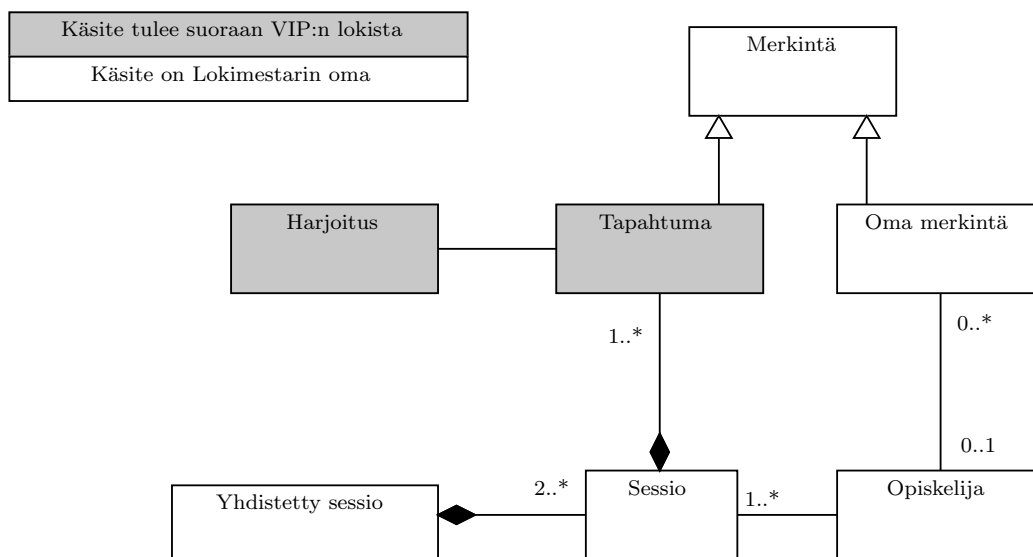 Käsite tulee suoraan VIP:n lokista
Käsite on Lokimestarin oma
Merkintä
Harjoitus
Tapahtuma
Oma merkintä
1..*
0..*
0..1
2..*
1..*
Yhdistetty sessio
Sessio
Opiskelija